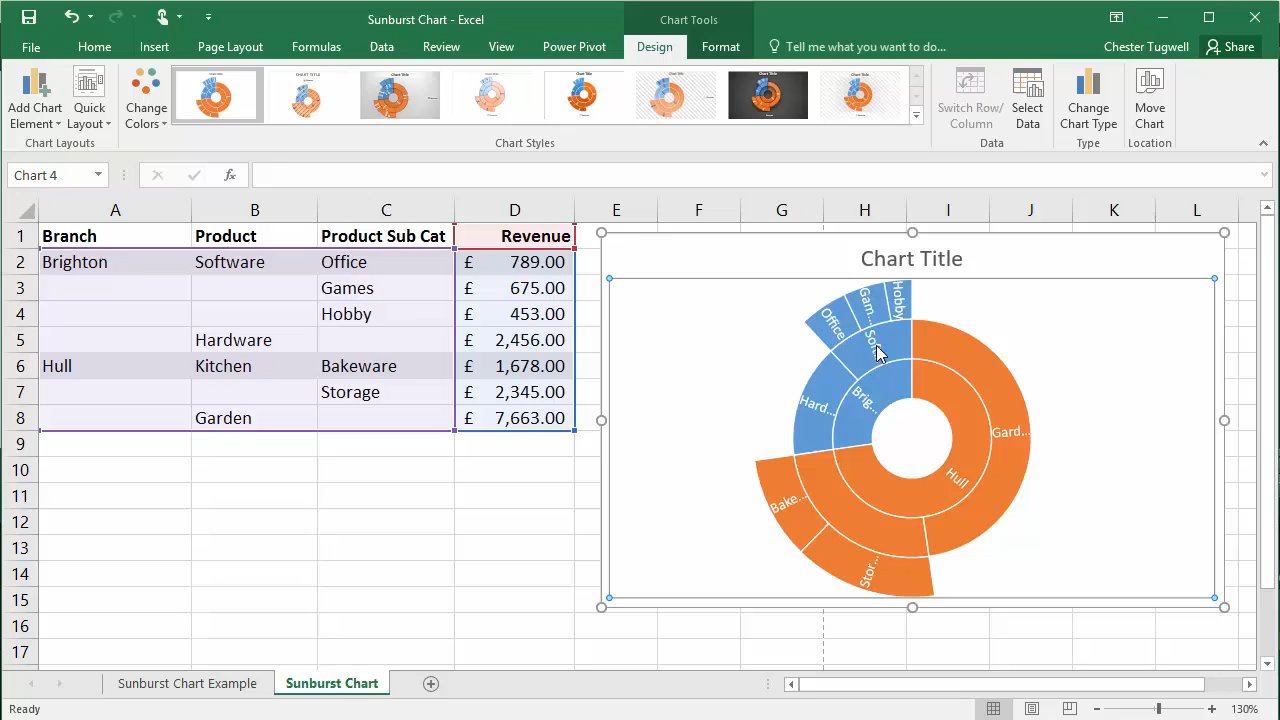 Sunburst Chart - Excel
Chart Tools
File Home Insert Page Layout Formulas Data Review View Power Pivot Design Format Tell me what you want to do... Chester Tugwell Share
Add Chart Element
Quick Layout
Change Colors
Switch Row/ Column
Select Data
Change Chart Type
Move Chart
Chart Layouts Chart Styles Data Type Location
Chart 4
fx
A B C D E F G H I J K L
1 Branch Product Product Sub Cat Revenue
2 Brighton Software Office £ 789.00
3 Games £ 675.00
4 Hobby £ 453.00
5 Hardware £ 2,456.00
6 Hull Kitchen Bakeware £ 1,678.00
7 Storage £ 2,345.00
8 Garden £ 7,663.00
9
10
11
12
13
14
15
16
17
Chart Title
Office
Gam...
Hobby
Hard...
Brig...
Gard...
Hull
Bake...
Stor...
Sunburst Chart Example Sunburst Chart
Ready
130%